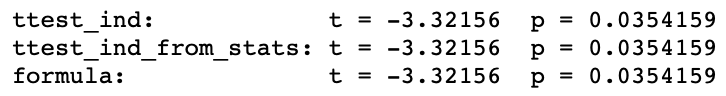 ttest_ind:            t = -3.32156  p = 0.0354159
ttest_ind_from_stats: t = -3.32156  p = 0.0354159
formula:              t = -3.32156  p = 0.0354159